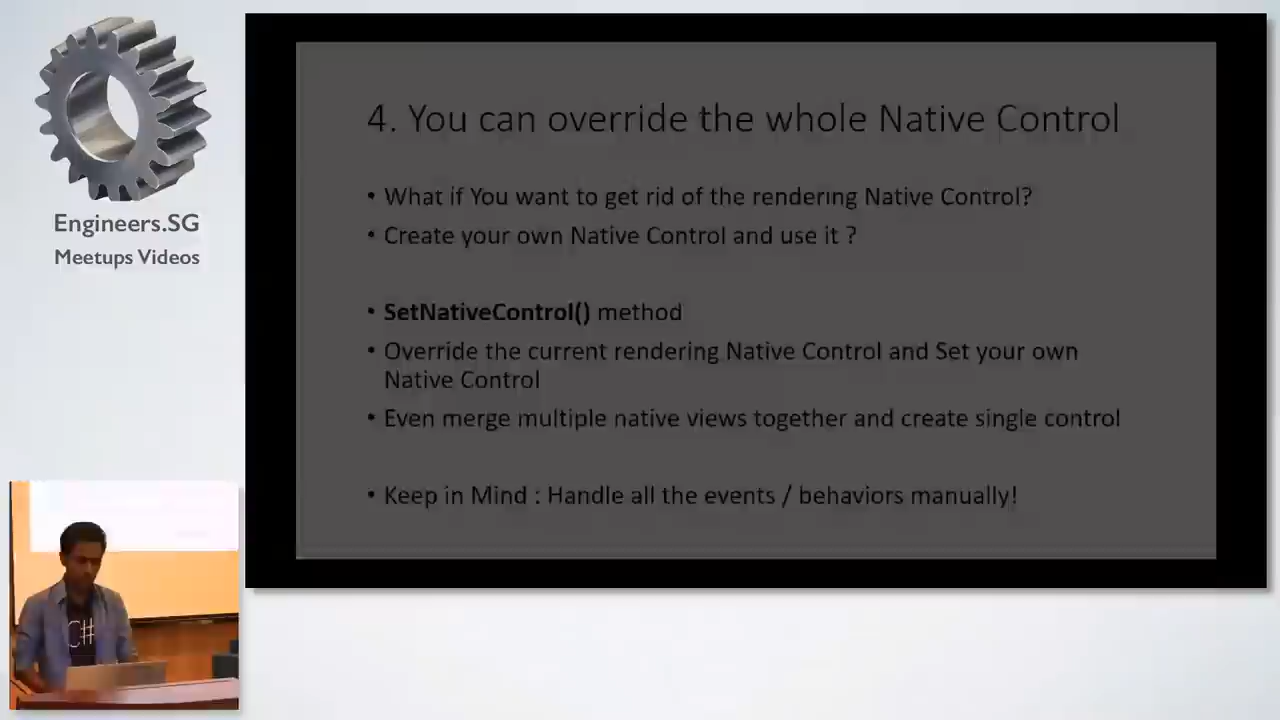 Engineers.SG
Meetups Videos
4. You can override the whole Native Control
• What if You want to get rid of the rendering Native Control?
• Create your own Native Control and use it ?
• SetNativeControl() method
• Override the current rendering Native Control and Set your own
Native Control
• Even merge multiple native views together and create single control
• Keep in Mind : Handle all the events / behaviors manually!
C#